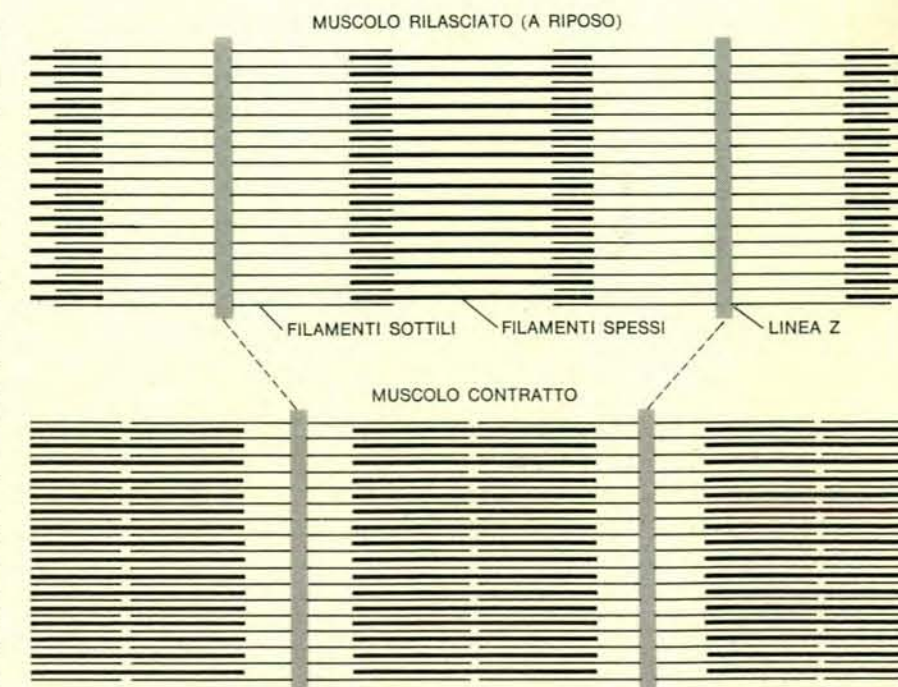 MUSCOLO RILASCIATO (A RIPOSO)
FILAMENTI SOTTILI FILAMENTI SPESSI LINEA Z
MUSCOLO CONTRATTO